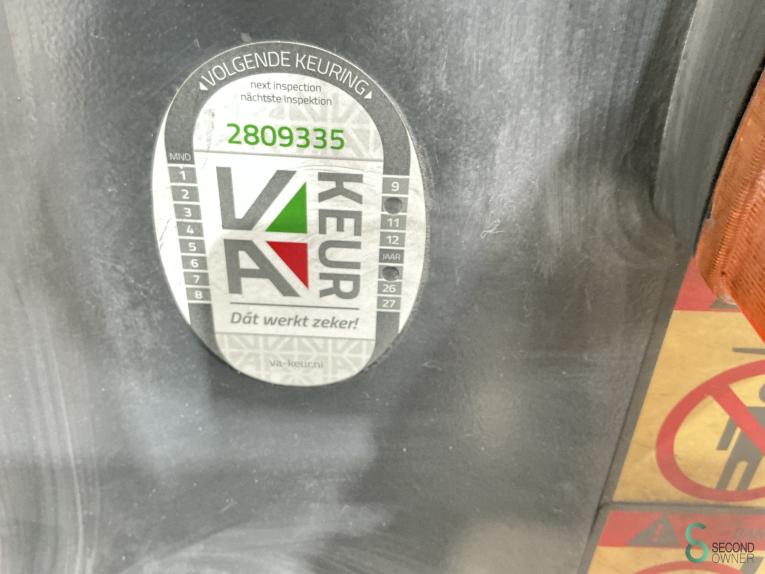 VOLGENDE KEURING
next inspection
nächtste inspektion
2809335
MND
1
2
3
4
5
6
7
8
VA
KEUR
9
11
12
JAAR
26
27
Dát werkt zeker!
va-keur.nl
SECOND
OWNER